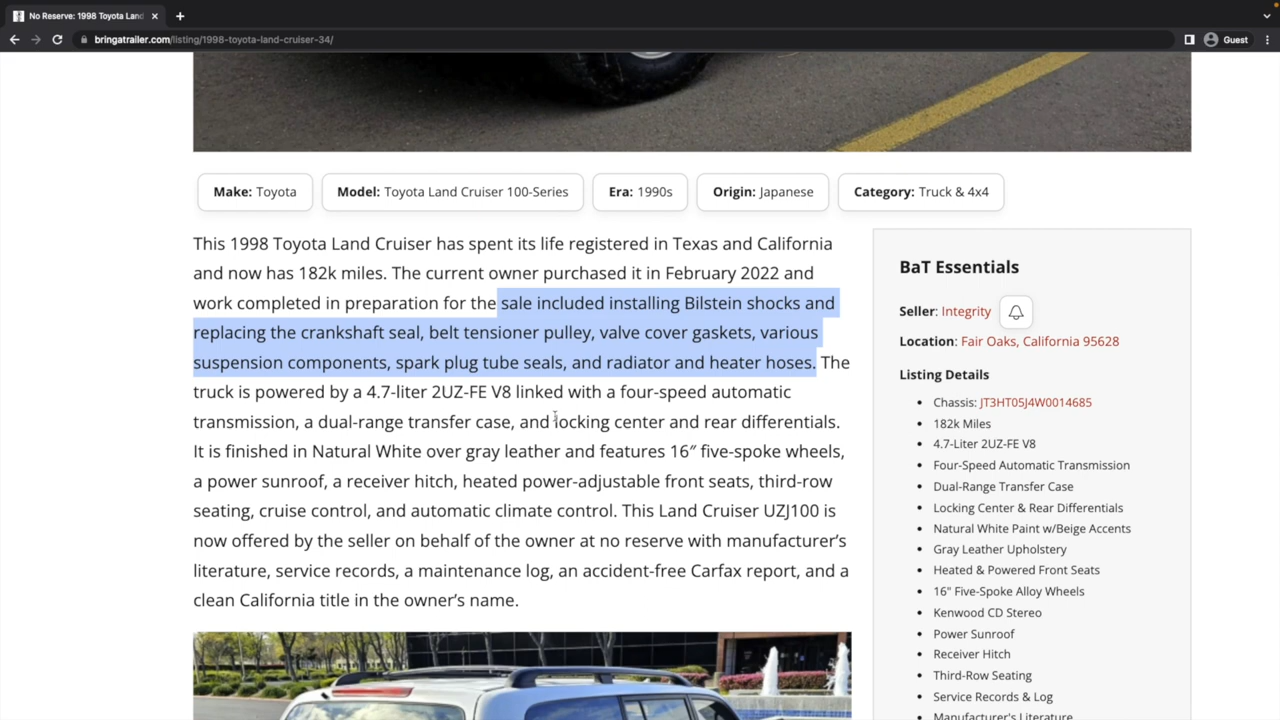 No Reserve: 1998 Toyota Land
bringatrailer.com/listing/1998-toyota-land-cruiser-34/
Guest
Make: Toyota
Model: Toyota Land Cruiser 100-Series
Era: 1990s
Origin: Japanese
Category: Truck & 4x4
This 1998 Toyota Land Cruiser has spent its life registered in Texas and California
and now has 182k miles. The current owner purchased it in February 2022 and
work completed in preparation for the sale included installing Bilstein shocks and
replacing the crankshaft seal, belt tensioner pulley, valve cover gaskets, various
suspension components, spark plug tube seals, and radiator and heater hoses. The
truck is powered by a 4.7-liter 2UZ-FE V8 linked with a four-speed automatic
transmission, a dual-range transfer case, and locking center and rear differentials.
It is finished in Natural White over gray leather and features 16″ five-spoke wheels,
a power sunroof, a receiver hitch, heated power-adjustable front seats, third-row
seating, cruise control, and automatic climate control. This Land Cruiser UZJ100 is
now offered by the seller on behalf of the owner at no reserve with manufacturer’s
literature, service records, a maintenance log, an accident-free Carfax report, and a
clean California title in the owner’s name.
BaT Essentials
Seller: Integrity
Location: Fair Oaks, California 95628
Listing Details
Chassis: JT3HT05J4W0014685
182k Miles
4.7-Liter 2UZ-FE V8
Four-Speed Automatic Transmission
Dual-Range Transfer Case
Locking Center & Rear Differentials
Natural White Paint w/Beige Accents
Gray Leather Upholstery
Heated & Powered Front Seats
16" Five-Spoke Alloy Wheels
Kenwood CD Stereo
Power Sunroof
Receiver Hitch
Third-Row Seating
Service Records & Log
Manufacturer's Literature